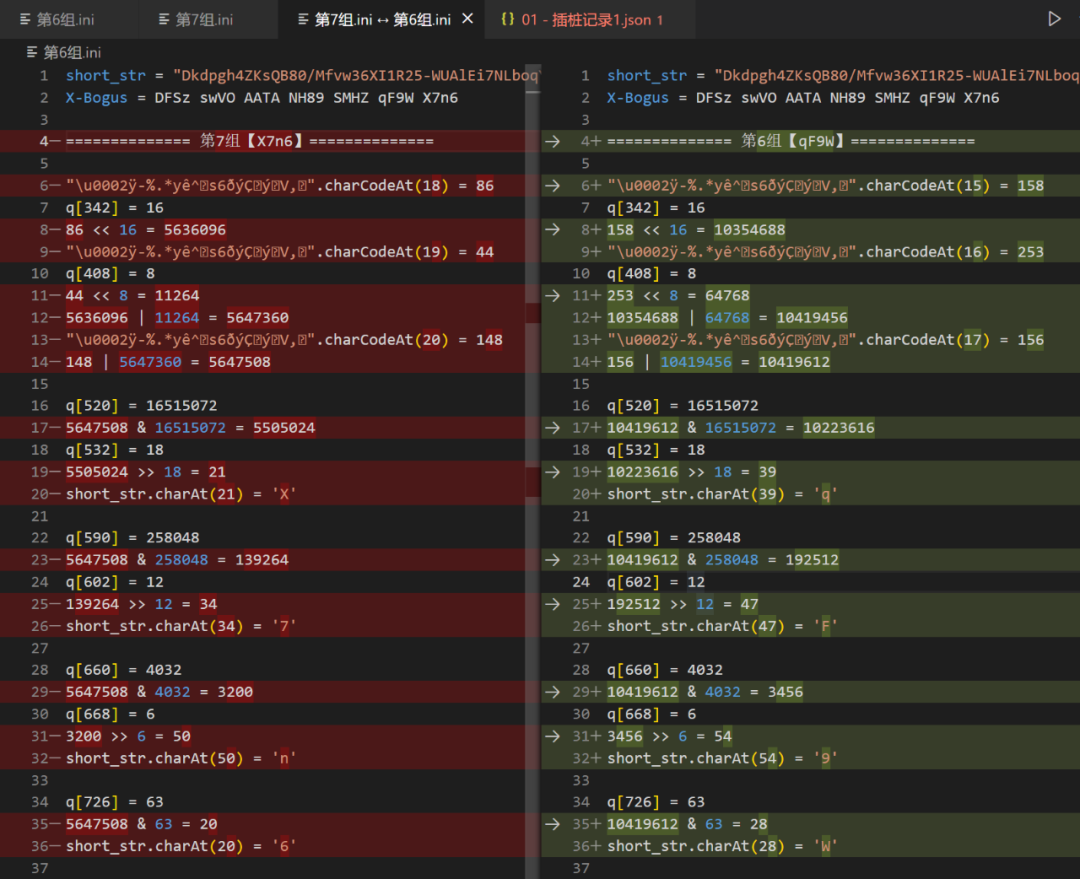 第6组.ini
第7组.ini
第7组.ini ↔ 第6组.ini ×
{} 01 - 插桩记录1.json 1
第6组.ini
1 short_str = "Dkdpgh4ZKsQB80/Mfvw36XI1R25-WUAlEi7NLboq
2 X-Bogus = DFSz swVO AATA NH89 SMHZ qF9W X7n6
3
4— ============== 第7组【X7n6】==============
5
6— "\u0002ÿ-%.*yê^�s6ðýÇ�ý�V,�".charCodeAt(18) = 86
7 q[342] = 16
8— 86 << 16 = 5636096
9— "\u0002ÿ-%.*yê^�s6ðýÇ�ý�V,�".charCodeAt(19) = 44
10 q[408] = 8
11— 44 << 8 = 11264
12— 5636096 | 11264 = 5647360
13— "\u0002ÿ-%.*yê^�s6ðýÇ�ý�V,�".charCodeAt(20) = 148
14— 148 | 5647360 = 5647508
15
16 q[520] = 16515072
17— 5647508 & 16515072 = 5505024
18 q[532] = 18
19— 5505024 >> 18 = 21
20— short_str.charAt(21) = 'X'
21
22 q[590] = 258048
23— 5647508 & 258048 = 139264
24 q[602] = 12
25— 139264 >> 12 = 34
26— short_str.charAt(34) = '7'
27
28 q[660] = 4032
29— 5647508 & 4032 = 3200
30 q[668] = 6
31— 3200 >> 6 = 50
32— short_str.charAt(50) = 'n'
33
34 q[726] = 63
35— 5647508 & 63 = 20
36— short_str.charAt(20) = '6'
37
1 short_str = "Dkdpgh4ZKsQB80/Mfvw36XI1R25-WUAlEi7NLboq
2 X-Bogus = DFSz swVO AATA NH89 SMHZ qF9W X7n6
3
→ 4+ ============== 第6组【qF9W】==============
5
→ 6+ "\u0002ÿ-%.*yê^�s6ðýÇ�ý�V,�".charCodeAt(15) = 158
7 q[342] = 16
→ 8+ 158 << 16 = 10354688
9+ "\u0002ÿ-%.*yê^�s6ðýÇ�ý�V,�".charCodeAt(16) = 253
10 q[408] = 8
→ 11+ 253 << 8 = 64768
12+ 10354688 | 64768 = 10419456
13+ "\u0002ÿ-%.*yê^�s6ðýÇ�ý�V,�".charCodeAt(17) = 156
14+ 156 | 10419456 = 10419612
15
16 q[520] = 16515072
→ 17+ 10419612 & 16515072 = 10223616
18 q[532] = 18
→ 19+ 10223616 >> 18 = 39
20+ short_str.charAt(39) = 'q'
21
22 q[590] = 258048
→ 23+ 10419612 & 258048 = 192512
24 q[602] = 12
→ 25+ 192512 >> 12 = 47
26+ short_str.charAt(47) = 'F'
27
28 q[660] = 4032
→ 29+ 10419612 & 4032 = 3456
30 q[668] = 6
→ 31+ 3456 >> 6 = 54
32+ short_str.charAt(54) = '9'
33
34 q[726] = 63
→ 35+ 10419612 & 63 = 28
36+ short_str.charAt(28) = 'W'
37